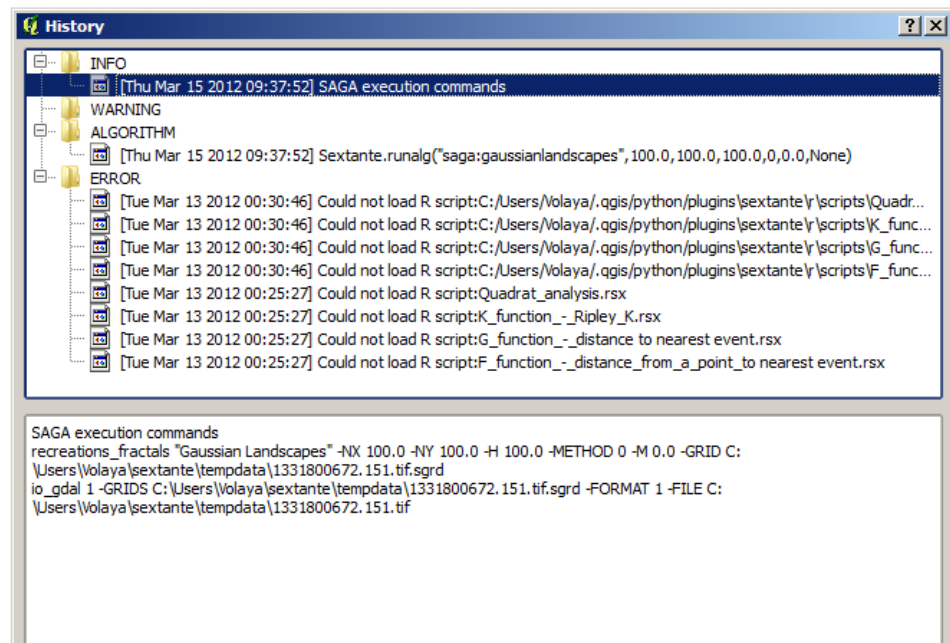 History
INFO
[Thu Mar 15 2012 09:37:52] SAGA execution commands
WARNING
ALGORITHM
[Thu Mar 15 2012 09:37:52] Sextante.runalg("saga:gaussianlandscapes",100.0,100.0,100.0,0,0.0,None)
ERROR
[Tue Mar 13 2012 00:30:46] Could not load R script:C:/Users/Volaya/.qgis/python/plugins\sextante\r\scripts\Quadr...
[Tue Mar 13 2012 00:30:46] Could not load R script:C:/Users/Volaya/.qgis/python/plugins\sextante\r\scripts\K_func...
[Tue Mar 13 2012 00:30:46] Could not load R script:C:/Users/Volaya/.qgis/python/plugins\sextante\r\scripts\G_func...
[Tue Mar 13 2012 00:30:46] Could not load R script:C:/Users/Volaya/.qgis/python/plugins\sextante\r\scripts\F_func...
[Tue Mar 13 2012 00:25:27] Could not load R script:Quadrat_analysis.rsx
[Tue Mar 13 2012 00:25:27] Could not load R script:K_function_-_Ripley_K.rsx
[Tue Mar 13 2012 00:25:27] Could not load R script:G_function_-_distance to nearest event.rsx
[Tue Mar 13 2012 00:25:27] Could not load R script:F_function_-_distance_from_a_point_to nearest event.rsx
SAGA execution commands
recreations_fractals "Gaussian Landscapes" -NX 100.0 -NY 100.0 -H 100.0 -METHOD 0 -M 0.0 -GRID C:
\Users\Volaya\sextante\tempdata\1331800672.151.tif.sgrd
io_gdal 1 -GRIDS C:\Users\Volaya\sextante\tempdata\1331800672.151.tif.sgrd -FORMAT 1 -FILE C:
\Users\Volaya\sextante\tempdata\1331800672.151.tif